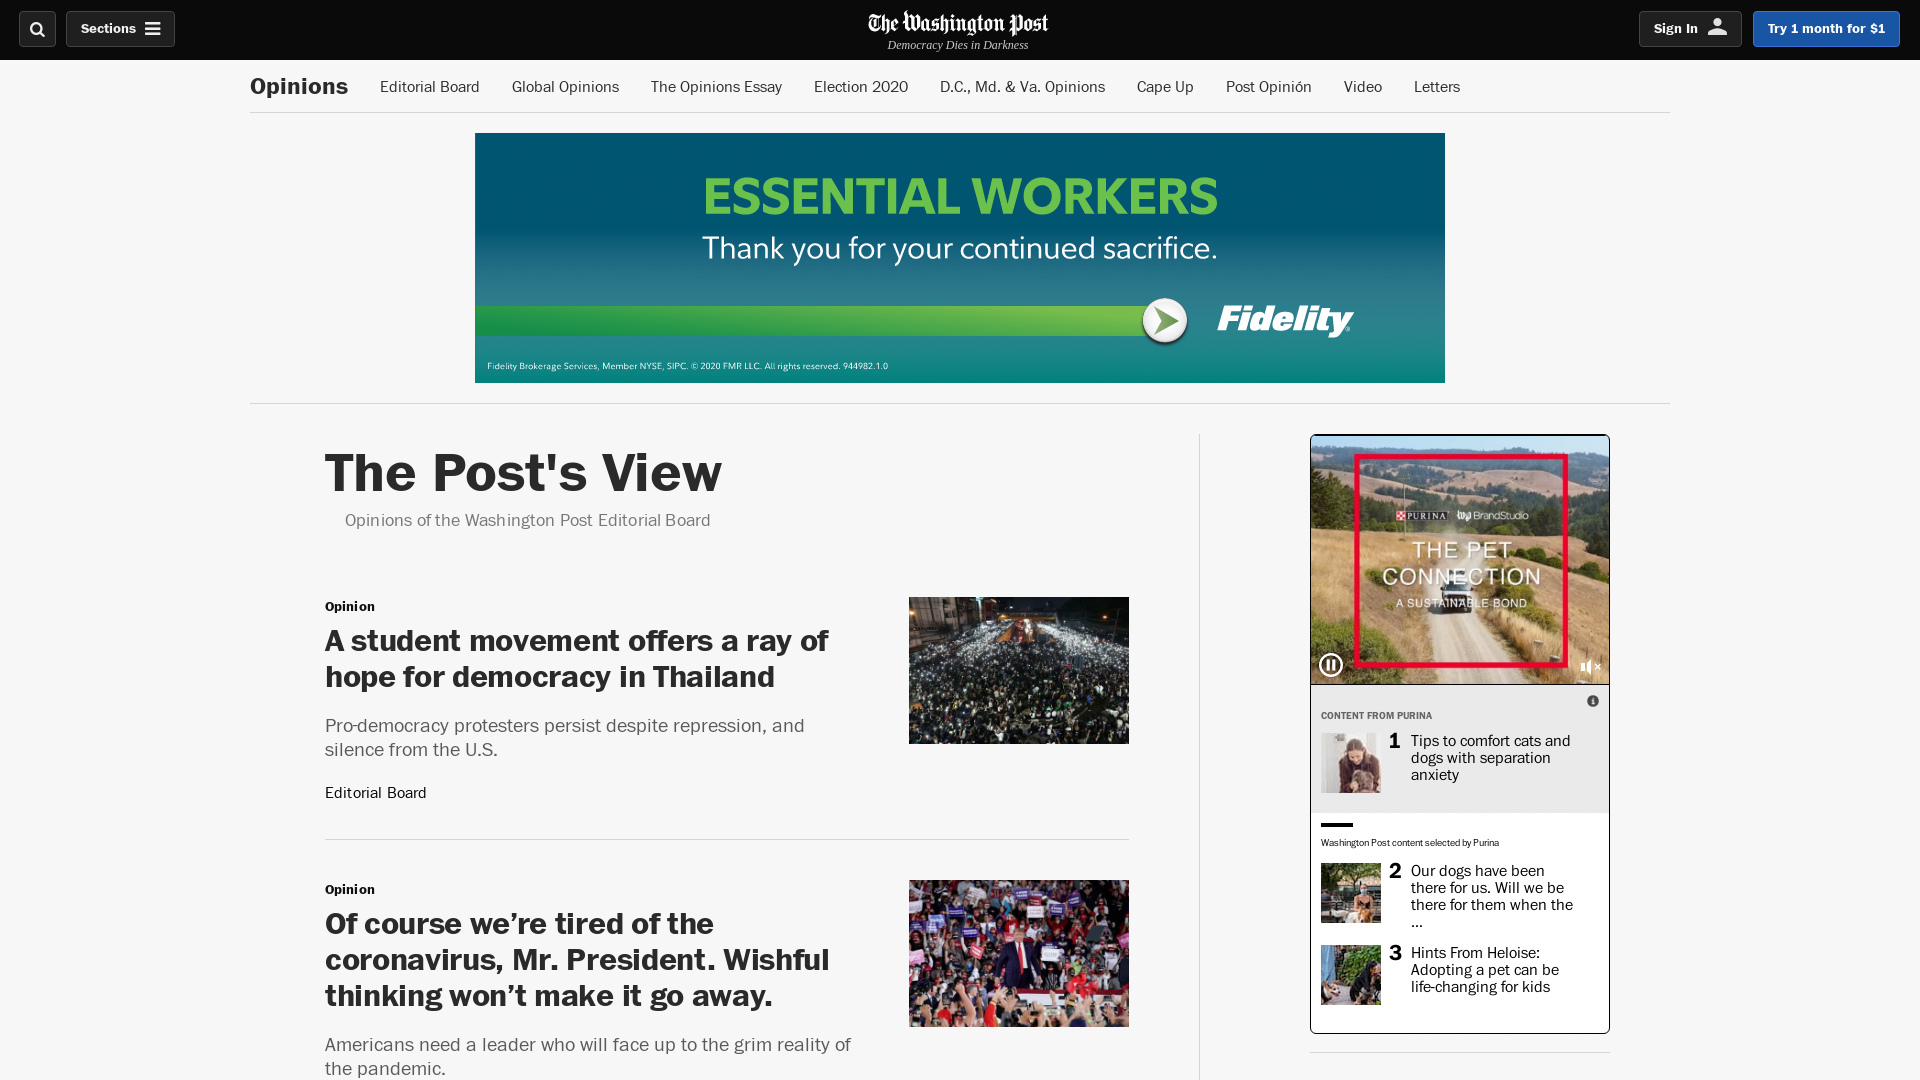 Sections
The Washington Post
Democracy Dies in Darkness
Sign In
Try 1 month for $1
Opinions
Editorial Board
Global Opinions
The Opinions Essay
Election 2020
D.C., Md. & Va. Opinions
Cape Up
Post Opinión
Video
Letters
ESSENTIAL WORKERS
Thank you for your continued sacrifice.
Fidelity
Fidelity Brokerage Services, Member NYSE, SIPC. © 2020 FMR LLC. All rights reserved. 944982.1.0
The Post's View
Opinions of the Washington Post Editorial Board
Opinion
A student movement offers a ray of
hope for democracy in Thailand
Pro-democracy protesters persist despite repression, and
silence from the U.S.
Editorial Board
Opinion
Of course we’re tired of the
coronavirus, Mr. President. Wishful
thinking won’t make it go away.
Americans need a leader who will face up to the grim reality of
the pandemic.
PURINA wp BrandStudio
THE PET
CONNECTION
A SUSTAINABLE BOND
CONTENT FROM PURINA
1 Tips to comfort cats and
dogs with separation
anxiety
Washington Post content selected by Purina
2 Our dogs have been
there for us. Will we be
there for them when the
...
3 Hints From Heloise:
Adopting a pet can be
life-changing for kids